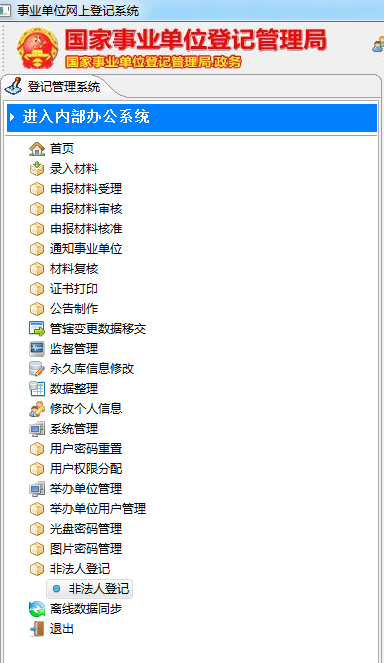 事业单位网上登记系统
国家事业单位登记管理局
国家事业单位登记管理局.政务
登记管理系统
进入内部办公系统
首页
录入材料
申报材料受理
申报材料审核
申报材料核准
通知事业单位
材料复核
证书打印
公告制作
管辖变更数据移交
监督管理
永久库信息修改
数据整理
修改个人信息
系统管理
用户密码重置
用户权限分配
举办单位管理
举办单位用户管理
光盘密码管理
图片密码管理
非法人登记
非法人登记
离线数据同步
退出